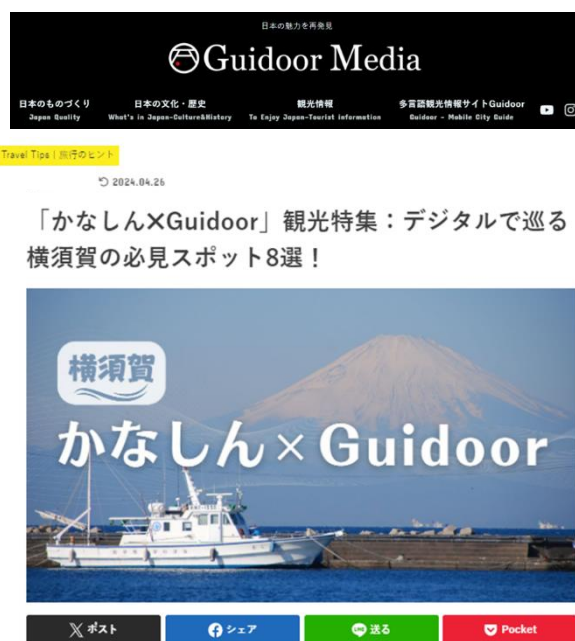 日本の魅力を再発見
Guidoor Media
日本のものづくり
Japan Quality
日本の文化・歴史
What's in Japan-Culture&History
観光情報
To Enjoy Japan-Tourist information
多言語観光情報サイトGuidoor
Guidoor - Mobile City Guide
Travel Tips｜旅行のヒント
2024.04.26
「かなしん×Guidoor」観光特集：デジタルで巡る
横須賀の必見スポット8選！
横須賀
かなしん×Guidoor
ポスト
シェア
送る
Pocket